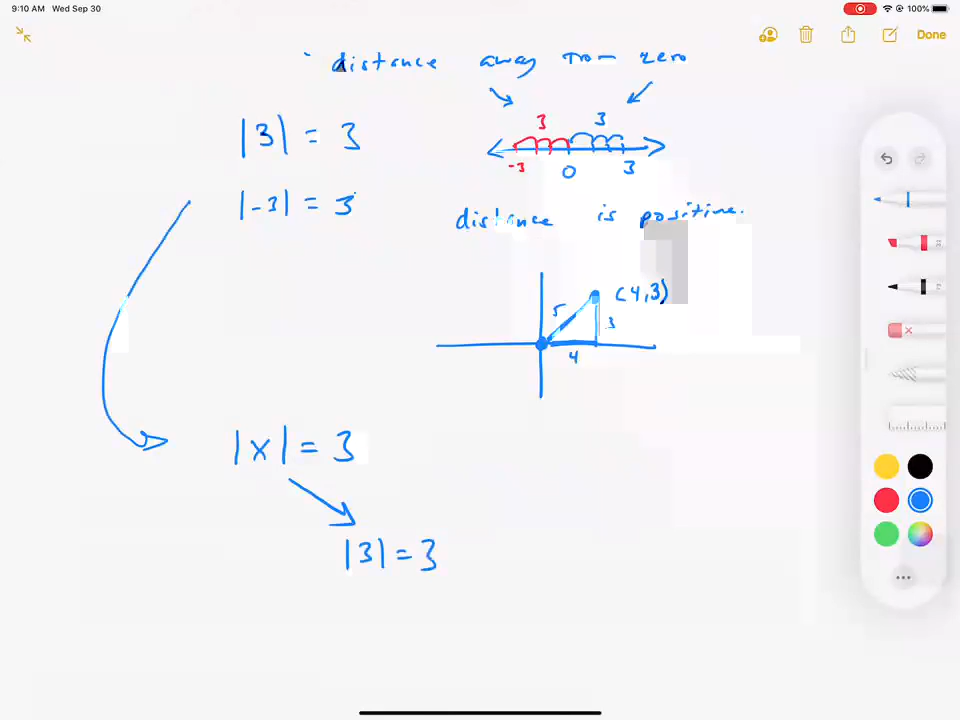 9:10 AM Wed Sep 30
100%
Done
distance away from zero
|3| = 3
3 3
-3 0 3
|-3| = 3
distance is positive.
(4,3)
5 3
4
|x| = 3
|3| = 3